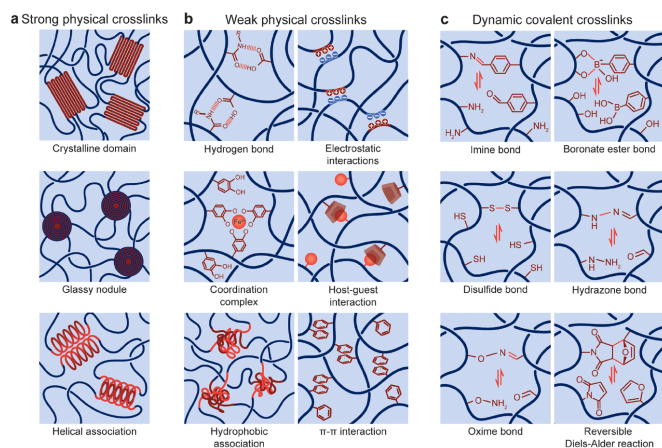 a Strong physical crosslinks
b Weak physical crosslinks
c Dynamic covalent crosslinks
Crystalline domain
Hydrogen bond
Electrostatic
interactions
Imine bond
Boronate ester bond
Glassy nodule
Coordination
complex
Host-guest
interaction
Disulfide bond
Hydrazone bond
Helical association
Hydrophobic
association
π-π interaction
Oxime bond
Reversible
Diels-Alder reaction